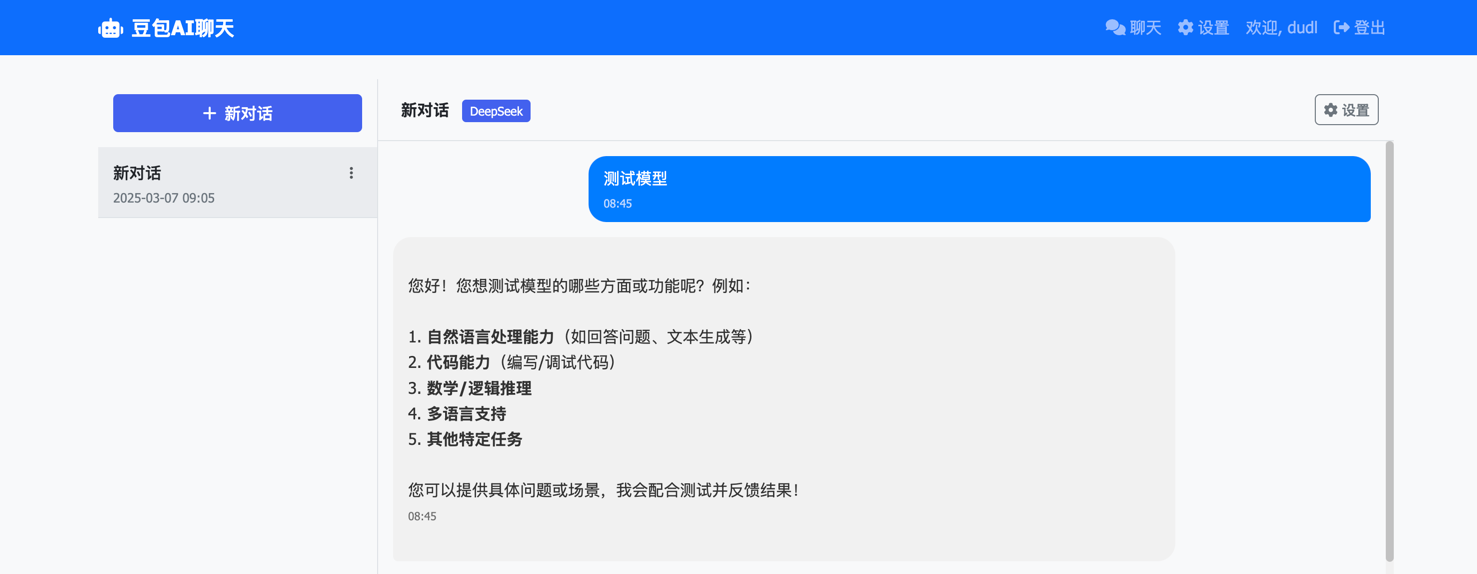 豆包AI聊天
聊天
设置
欢迎, dudl
登出
新对话
新对话
2025-03-07 09:05
新对话
DeepSeek
设置
测试模型
08:45
您好！您想测试模型的哪些方面或功能呢？例如：
1. 自然语言处理能力（如回答问题、文本生成等）
2. 代码能力（编写/调试代码）
3. 数学/逻辑推理
4. 多语言支持
5. 其他特定任务
您可以提供具体问题或场景，我会配合测试并反馈结果！
08:45